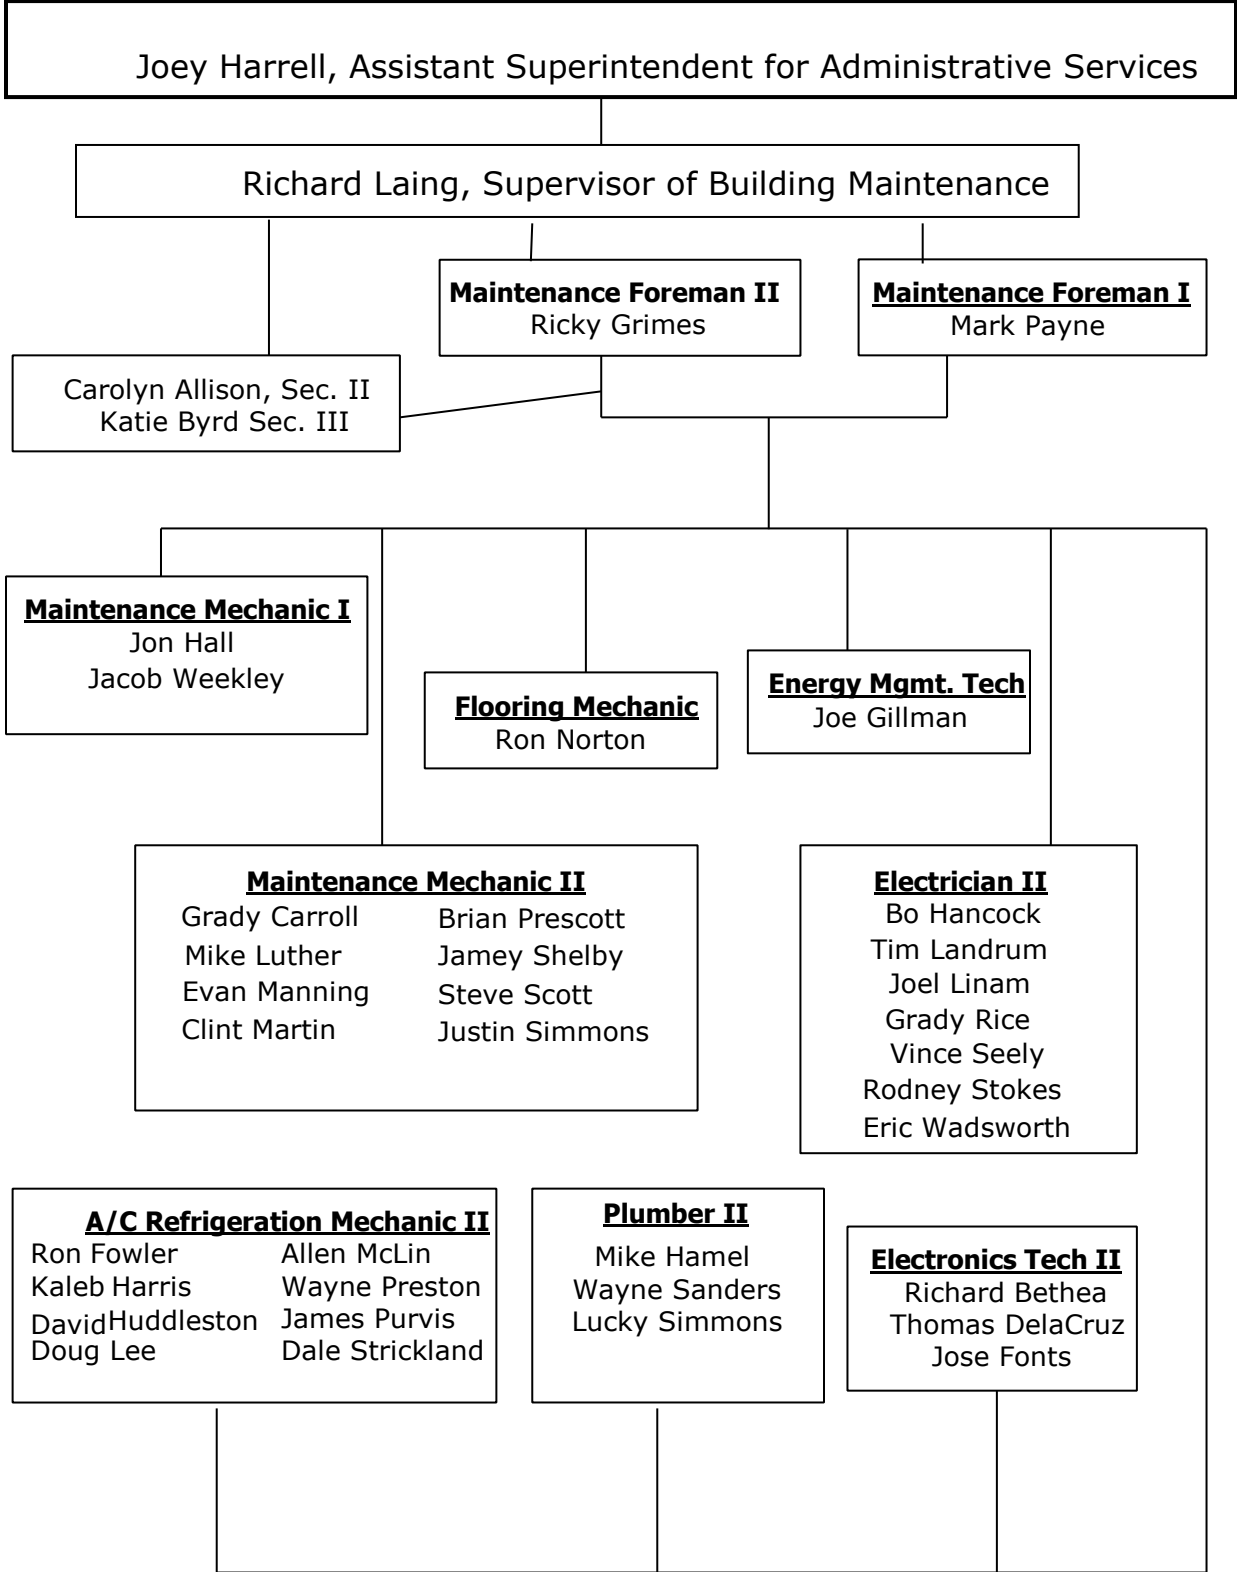 Joey Harrell, Assistant Superintendent for Administrative Services
Richard Laing, Supervisor of Building Maintenance
Maintenance Foreman II
Ricky Grimes
Maintenance Foreman I
Mark Payne
Carolyn Allison, Sec. II
Katie Byrd Sec. III
Maintenance Mechanic I
Jon Hall
Jacob Weekley
Flooring Mechanic
Ron Norton
Energy Mgmt. Tech
Joe Gillman
Maintenance Mechanic II
Grady Carroll
Mike Luther
Evan Manning
Clint Martin
Brian Prescott
Jamey Shelby
Steve Scott
Justin Simmons
Electrician II
Bo Hancock
Tim Landrum
Joel Linam
Grady Rice
Vince Seely
Rodney Stokes
Eric Wadsworth
A/C Refrigeration Mechanic II
Ron Fowler
Kaleb Harris
David Huddleston
Doug Lee
Allen McLin
Wayne Preston
James Purvis
Dale Strickland
Plumber II
Mike Hamel
Wayne Sanders
Lucky Simmons
Electronics Tech II
Richard Bethea
Thomas DelaCruz
Jose Fonts